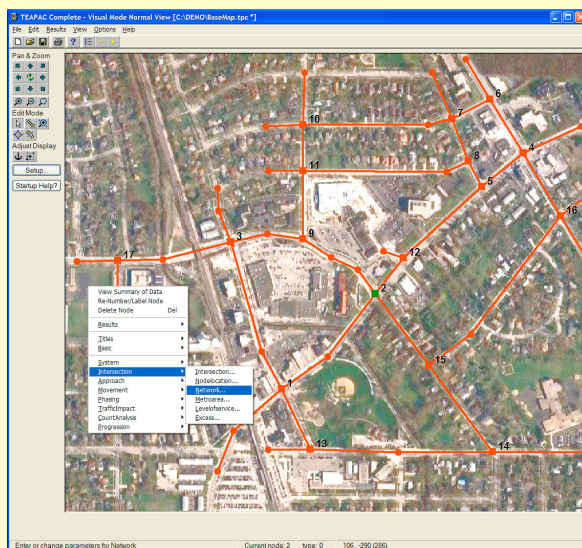 TEAPAC Complete - Visual Mode Normal View [C:\DEMO\BaseMap.tpc *]
File Edit Results View Options Help
Pan & Zoom
Edit Mode
Adjust Display
Setup...
Startup Help?
6
7
10
4
8
11
5
16
3
9
12
17
2
15
1
13
14
View Summary of Data
Re-Number/Label Node
Delete Node Del
Results
Titles
Basic
System
Intersection
Approach
Movement
Phasing
TrafficImpact
CountAnalysis
Progression
Intersection...
Nodelocation...
Network...
Metroarea...
Levelofservice...
Excess...
Enter or change parameters for Network
Current node: 2 type: 0 106 -290 (286)